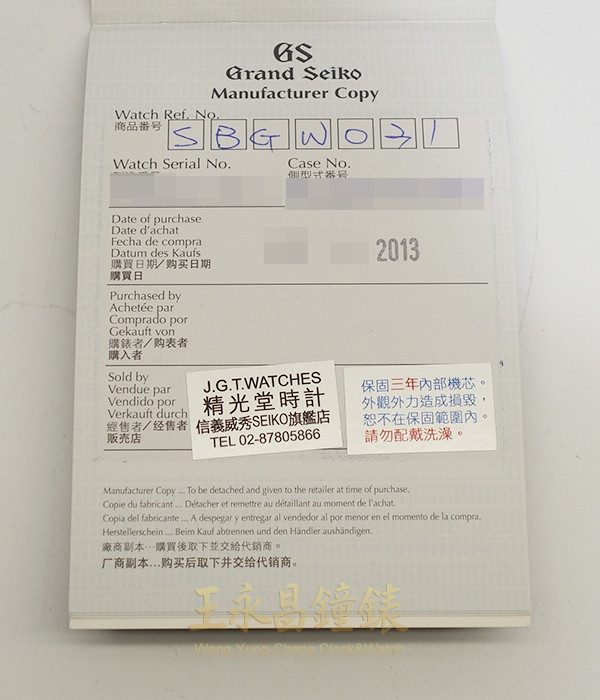 GS
Grand Seiko
Manufacturer Copy
Watch Ref. No.
商品番号 SBGW031
Watch Serial No. Case No.
側型式番号
Date of purchase
Date d'achat
Fecha de compra
Datum des Kaufs
購買日期/购买日期
購買日
2013
Purchased by
Achetée par
Comprado por
Gekauft von
購錶者/购表者
購入者
Sold by
Vendue par
Vendido por
Verkauft durch
經售者/经售者
販売店
J.G.T.WATCHES
精光堂時計
信義威秀SEIKO旗艦店
TEL 02-87805866
保固三年內部機芯。
外觀外力造成損毀,
恕不在保固範圍內。
請勿配戴洗澡。
Manufacturer Copy ... To be detached and given to the retailer at time of purchase.
Copie du fabricant ... Détacher et remettre au détaillant au moment de l'achat.
Copia del fabricante ... A despegar y entregar al vendedor al por menor en el momento de la compra.
Herstellerschein ... Beim Kauf abtrennen und den Händler aushändigen.
廠商副本…購買後取下並交給代銷商。
厂商副本…购买后取下并交给代销商。
王永昌鐘錶
Wang Yung-Chang Clock&Watch